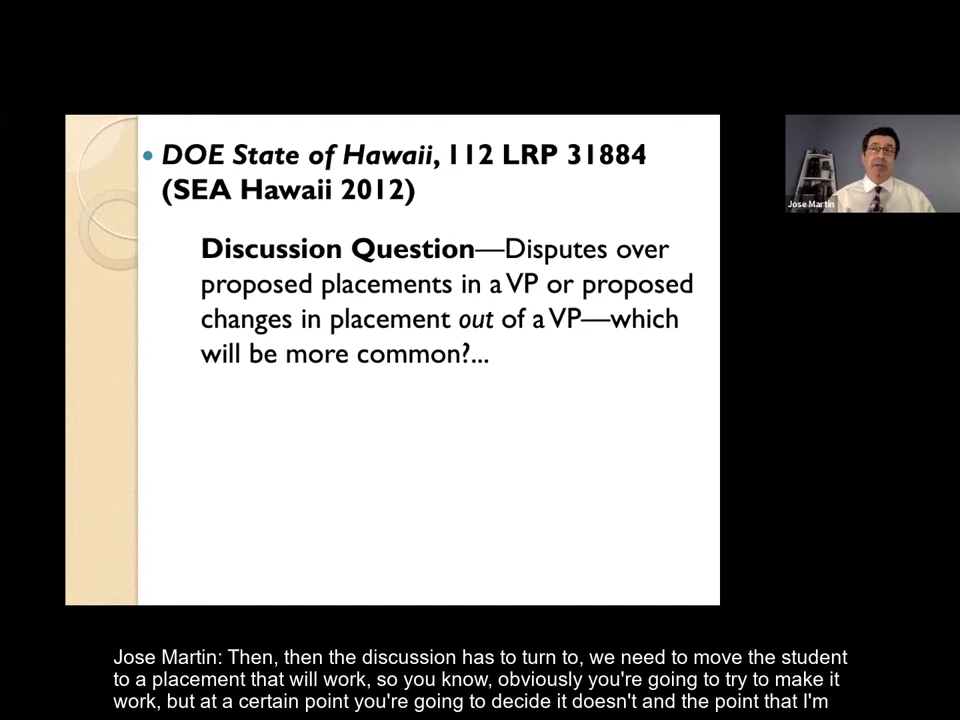 DOE State of Hawaii, 112 LRP 31884
(SEA Hawaii 2012)
Discussion Question—Disputes over
proposed placements in a VP or proposed
changes in placement out of a VP—which
will be more common?...
Jose Martin
Jose Martin: Then, then the discussion has to turn to, we need to move the student
to a placement that will work, so you know, obviously you're going to try to make it
work, but at a certain point you're going to decide it doesn't and the point that I'm